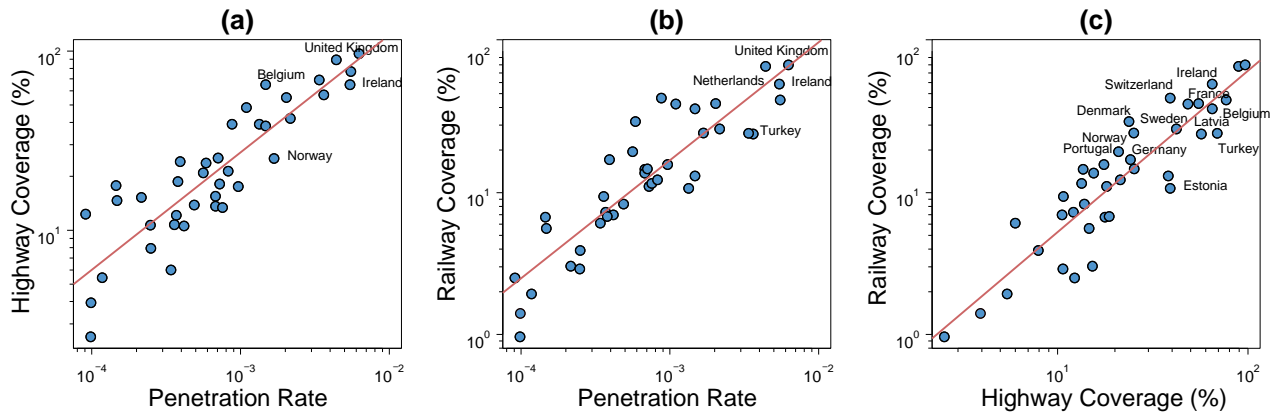 (a)
(b)
(c)
Highway Coverage (%)
10²
10¹
United Kingdom
Belgium
Ireland
Norway
10⁻⁴
10⁻³
10⁻²
Penetration Rate
Railway Coverage (%)
10²
10¹
10⁰
United Kingdom
Netherlands
Ireland
Turkey
10⁻⁴
10⁻³
10⁻²
Penetration Rate
Railway Coverage (%)
10²
10¹
10⁰
Ireland
Switzerland
France
Denmark
Sweden
Belgium
Latvia
Norway
Portugal
Germany
Turkey
Estonia
10¹
10²
Highway Coverage (%)